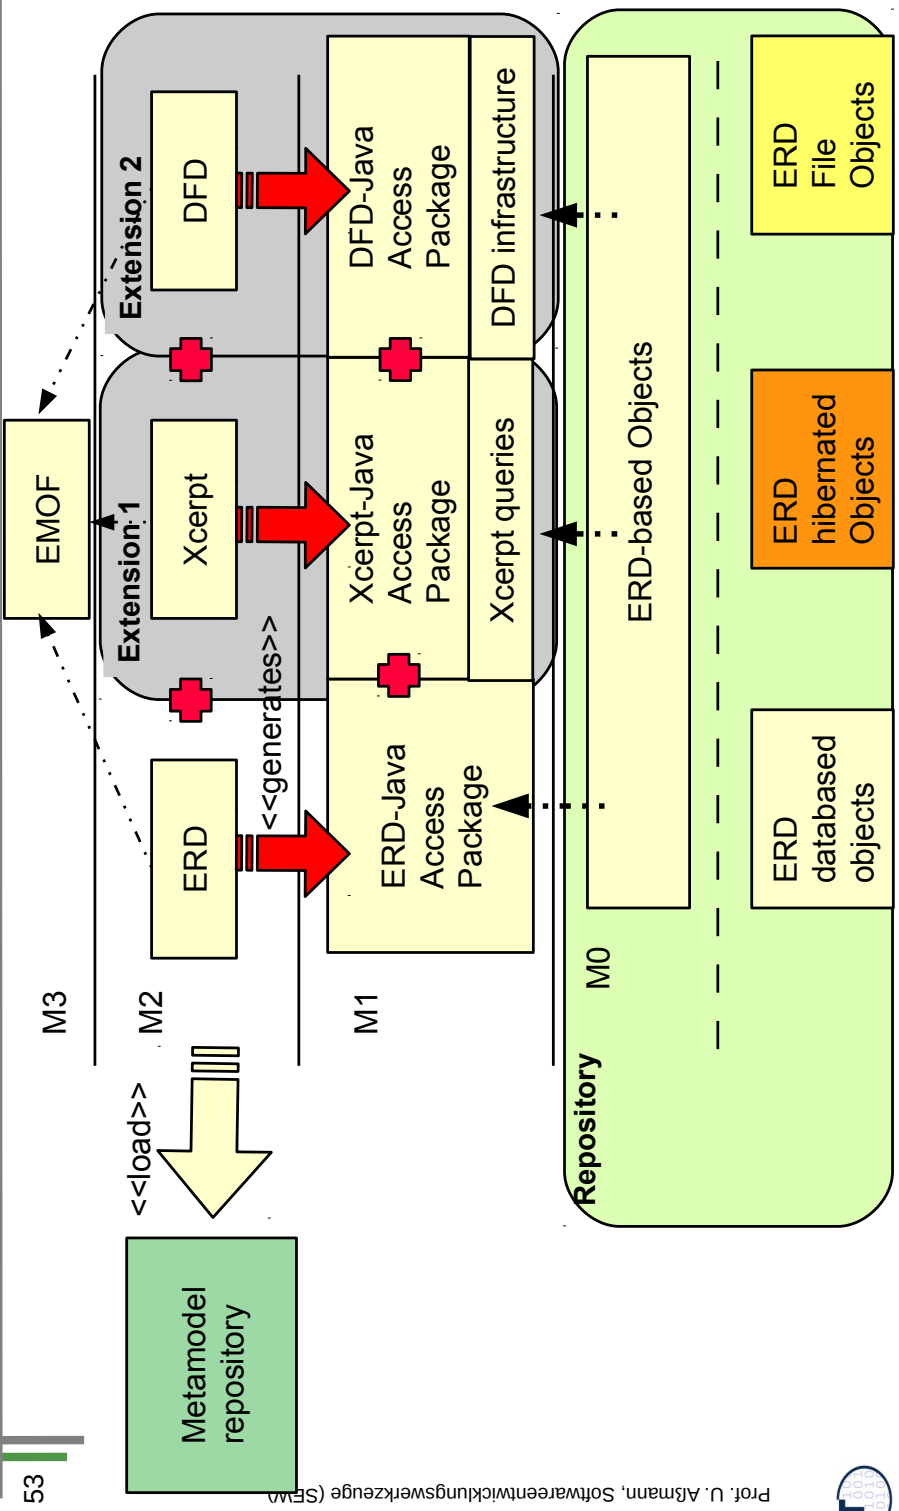 53
Metamodel
repository
<<load>>
M3
EMOF
M2
ERD
Extension 1
Xcerpt
Extension 2
DFD
<<generates>>
M1
ERD-Java
Access
Package
Xcerpt-Java
Access
Package
Xcerpt queries
DFD-Java
Access
Package
DFD infrastructure
Repository
M0
ERD-based Objects
ERD
databased
objects
ERD
hibernated
Objects
ERD
File
Objects
Prof. U. Aßmann, Softwareentwicklungswerkzeuge (SEW)